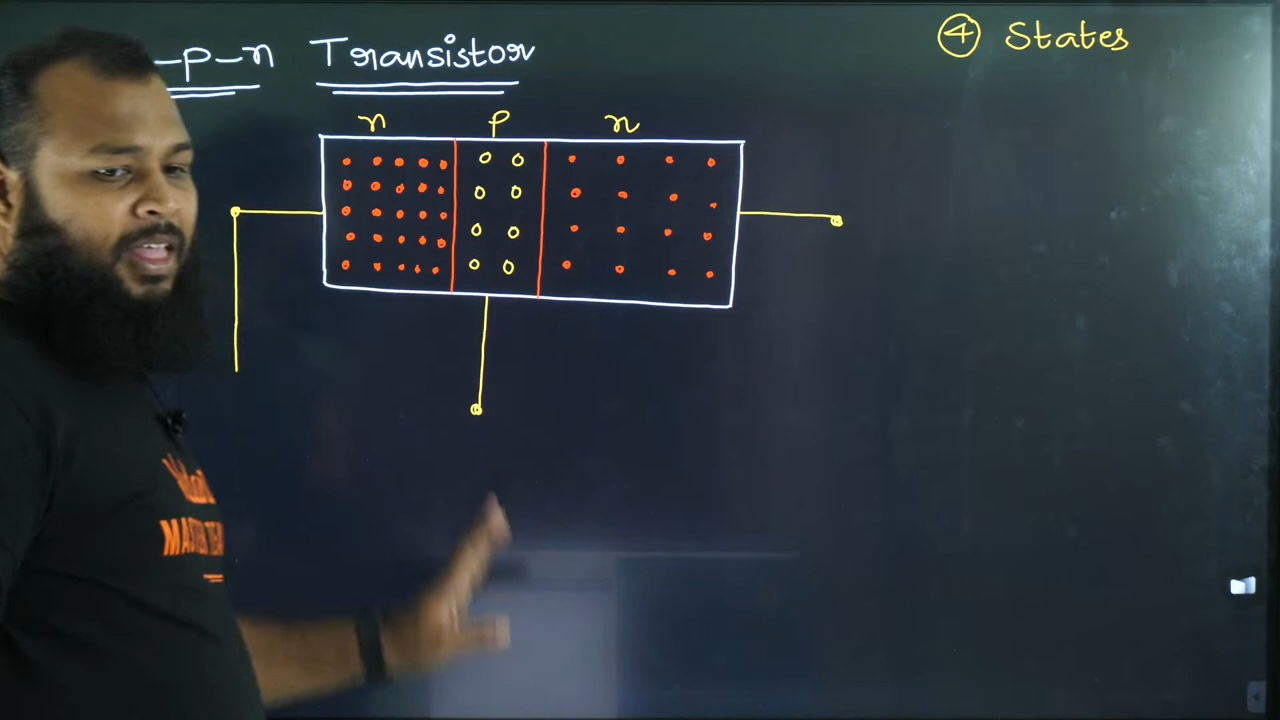 -p-n Transistor
④ States
n p n